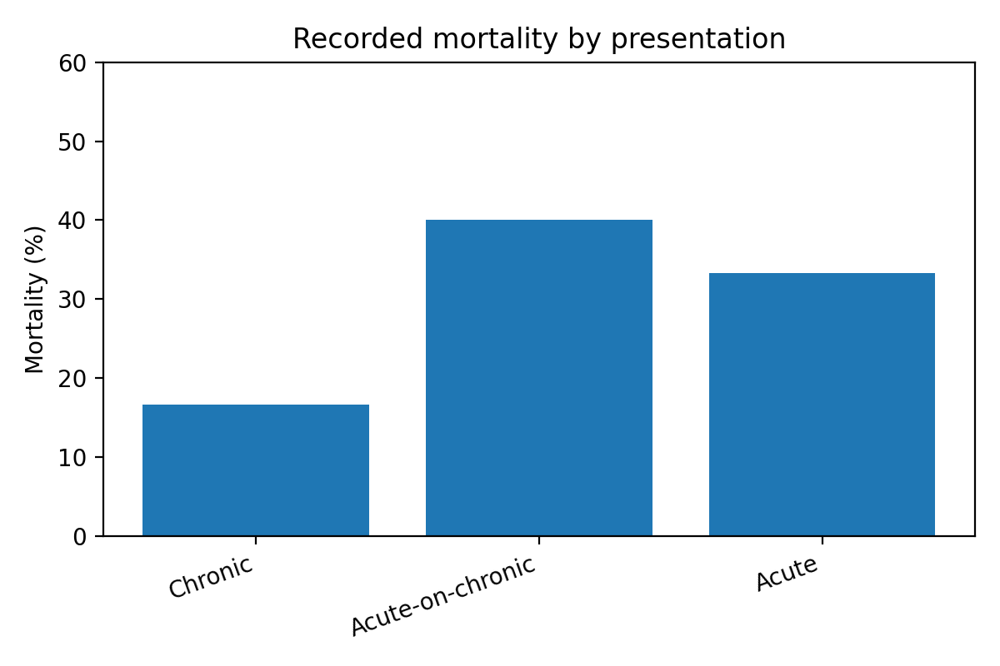 Recorded mortality by presentation
60
50
40
30
20
10
0
Mortality (%)
Chronic
Acute-on-chronic
Acute